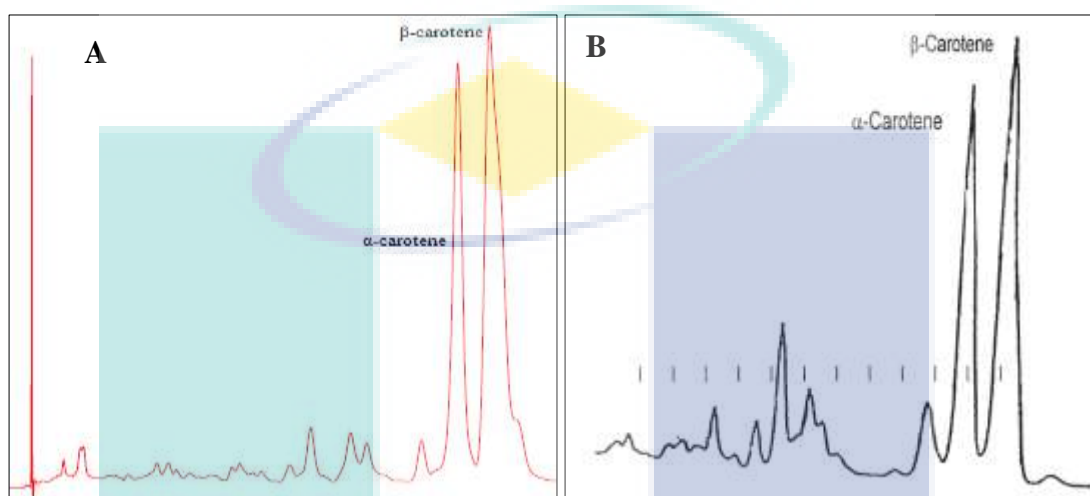 A
β-carotene
α-carotene
B
β-Carotene
α-Carotene